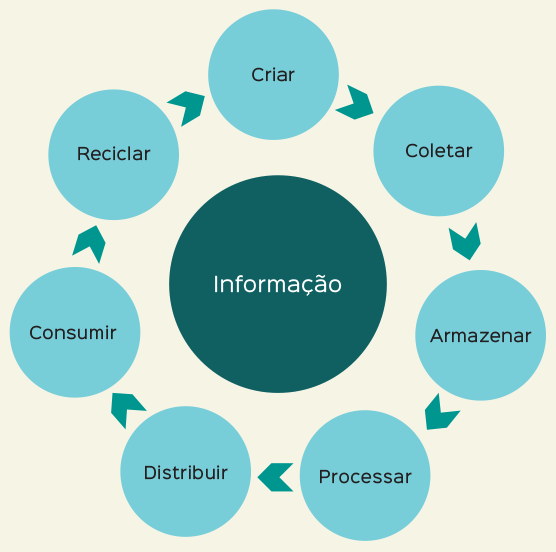 Criar
Coletar
Armazenar
Processar
Distribuir
Consumir
Reciclar
Informação